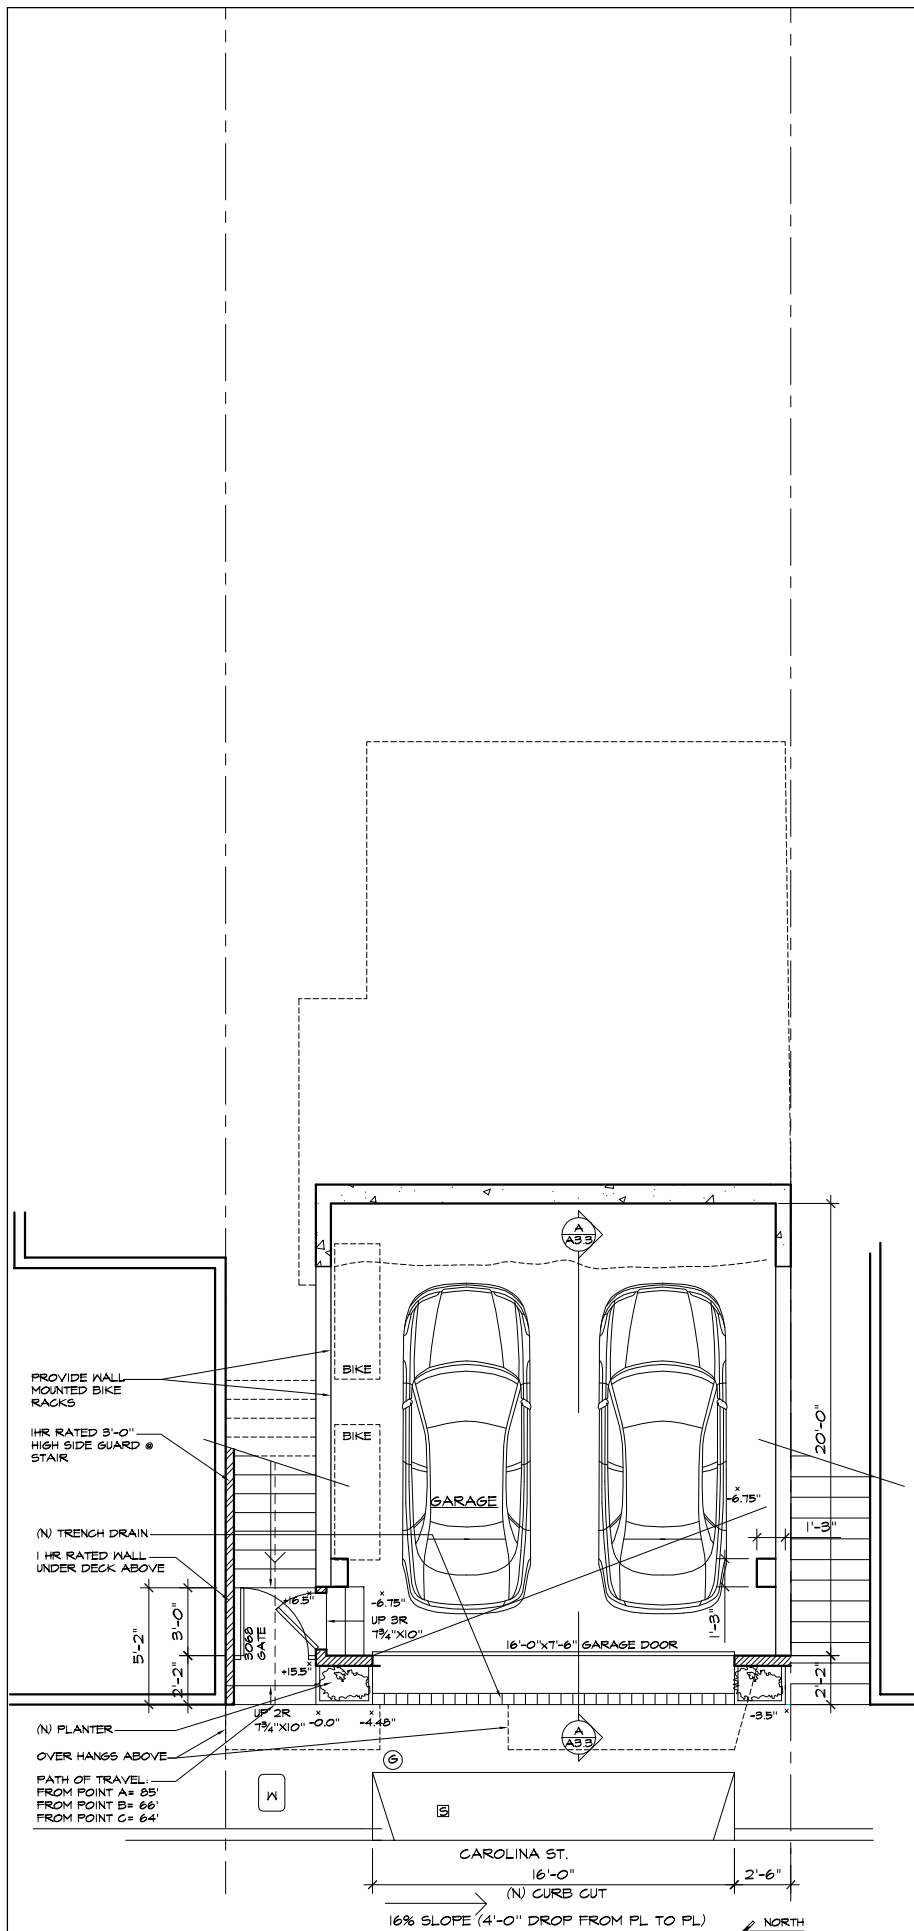 A
A3.3
PROVIDE WALL
MOUNTED BIKE
RACKS
BIKE
1HR RATED 3'-0"
HIGH SIDE GUARD @
STAIR
BIKE
20'-0"
GARAGE
-6.75"
(N) TRENCH DRAIN
1'-3"
1 HR RATED WALL
UNDER DECK ABOVE
+16.5"
-6.75"
UP 3R
7¾"X10"
1'-3"
5'-2"
3'-0"
3068
GATE
16'-0"x7'-6" GARAGE DOOR
+15.5"
2'-2"
2'-2"
UP 2R
7¾"X10"
-0.0"
-4.48"
-3.5"
(N) PLANTER
OVER HANGS ABOVE
A
A3.3
G
PATH OF TRAVEL:
FROM POINT A= 85'
FROM POINT B= 66'
FROM POINT C= 64'
W
S
CAROLINA ST.
16'-0"
2'-6"
(N) CURB CUT
16% SLOPE (4'-0" DROP FROM PL TO PL)
NORTH